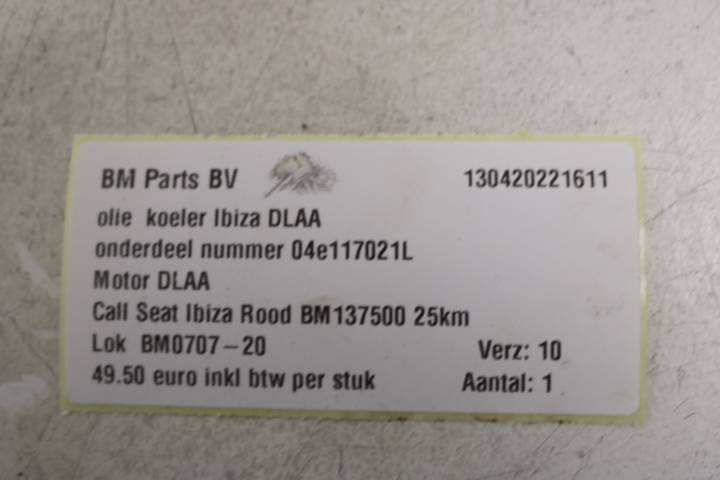 BM Parts BV 130420221611
olie koeler Ibiza DLAA
onderdeel nummer 04e117021L
Motor DLAA
Call Seat Ibiza Rood BM137500 25km
Lok BM0707-20 Verz: 10
49.50 euro inkl btw per stuk Aantal: 1